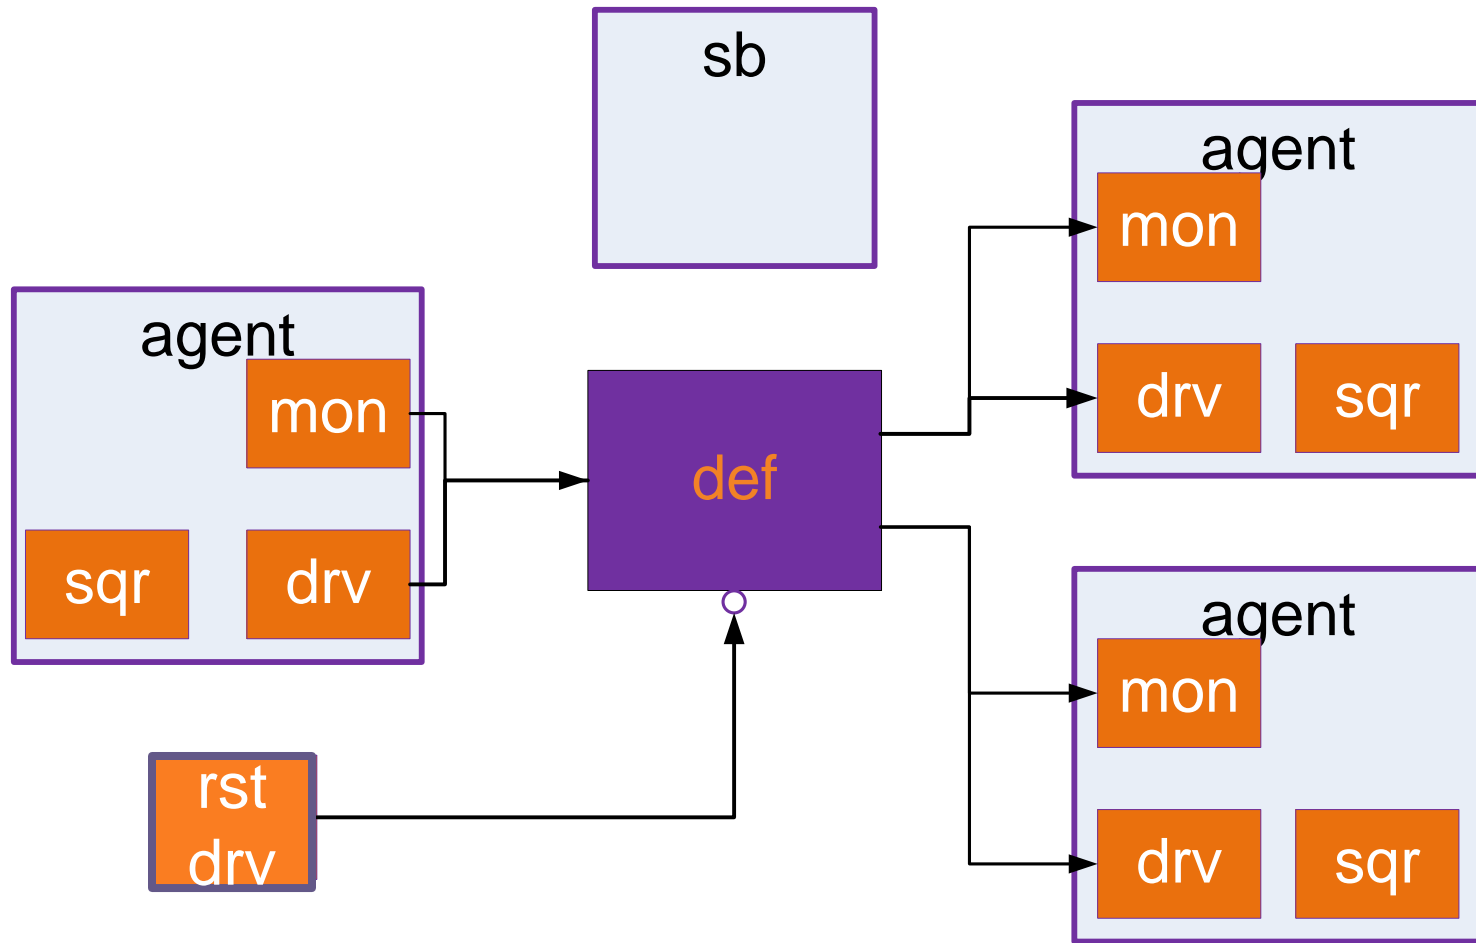 sb
agent
mon
drv sqr
agent
mon
sqr drv
def
agent
mon
drv sqr
rst
drv